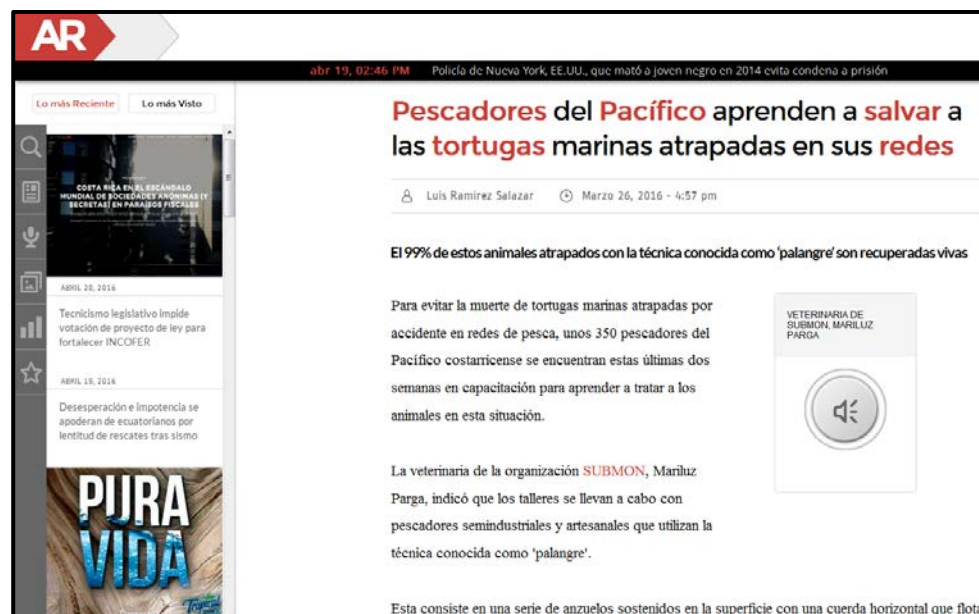 AR
abr 19, 02:46 PM Policía de Nueva York, EE.UU., que mató a joven negro en 2014 evita condena a prisión
Lo más Reciente Lo más Visto
COSTA RICA EN EL ESCÁNDALO
MUNDIAL DE SOCIEDADES ANÓNIMAS (Y
SECRETAS) EN PARAÍSOS FISCALES
ABRIL 20, 2016
Tecnicismo legislativo impide
votación de proyecto de ley para
fortalecer INCOFER
ABRIL 19, 2016
Desesperación e impotencia se
apoderan de ecuatorianos por
lentitud de rescates tras sismo
PURA
VIDA
Tropical
Pescadores del Pacífico aprenden a salvar a
las tortugas marinas atrapadas en sus redes
Luis Ramírez Salazar Marzo 26, 2016 - 4:57 pm
El 99% de estos animales atrapados con la técnica conocida como 'palangre' son recuperadas vivas
Para evitar la muerte de tortugas marinas atrapadas por
accidente en redes de pesca, unos 350 pescadores del
Pacífico costarricense se encuentran estas últimas dos
semanas en capacitación para aprender a tratar a los
animales en esta situación.
VETERINARIA DE
SUBMON, MARILUZ
PARGA
La veterinaria de la organización SUBMON, Mariluz
Parga, indicó que los talleres se llevan a cabo con
pescadores semindustriales y artesanales que utilizan la
técnica conocida como 'palangre'.
Esta consiste en una serie de anzuelos sostenidos en la superficie con una cuerda horizontal que flota